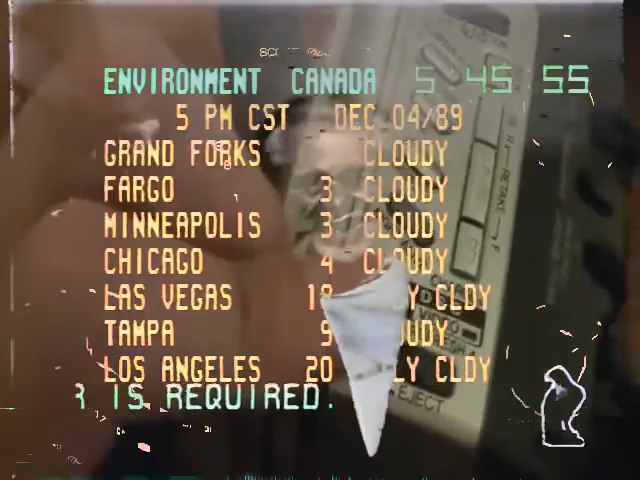 ENVIRONMENT CANADA 5 45 55
5 PM CST DEC 04/89
GRAND FORKS CLOUDY
FARGO 3 CLOUDY
MINNEAPOLIS 3 CLOUDY
CHICAGO 4 CLOUDY
LAS VEGAS CLDY
TAMPA 9
LOS ANGELES 20 CLDY
IS REQUIRED.
EJECT